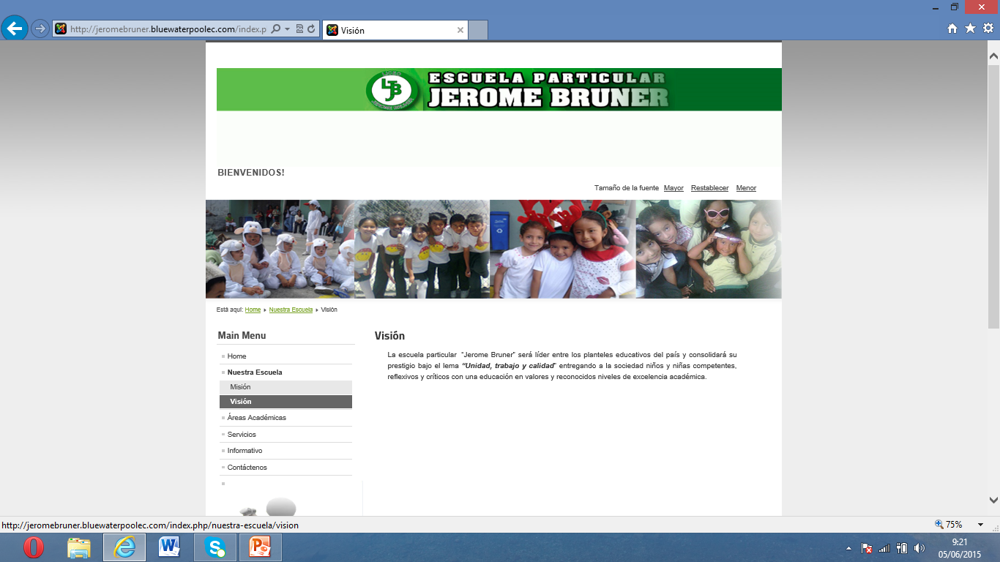 http://jeromebruner.bluewaterpoolec.com/index.p
Visión
ESCUELA PARTICULAR
LJB
JEROME BRUNER
BIENVENIDOS!
Tamaño de la fuente Mayor Restablecer Menor
Está aquí: Home Nuestra Escuela Visión
Main Menu
Home
Nuestra Escuela
Misión
Visión
Áreas Académicas
Servicios
Informativo
Contáctenos
Visión
La escuela particular "Jerome Bruner" será líder entre los planteles educativos del país y consolidará su
prestigio bajo el lema “Unidad, trabajo y calidad” entregando a la sociedad niños y niñas competentes,
reflexivos y críticos con una educación en valores y reconocidos niveles de excelencia académica.
http://jeromebruner.bluewaterpoolec.com/index.php/nuestra-escuela/vision
75%
9:21
05/06/2015